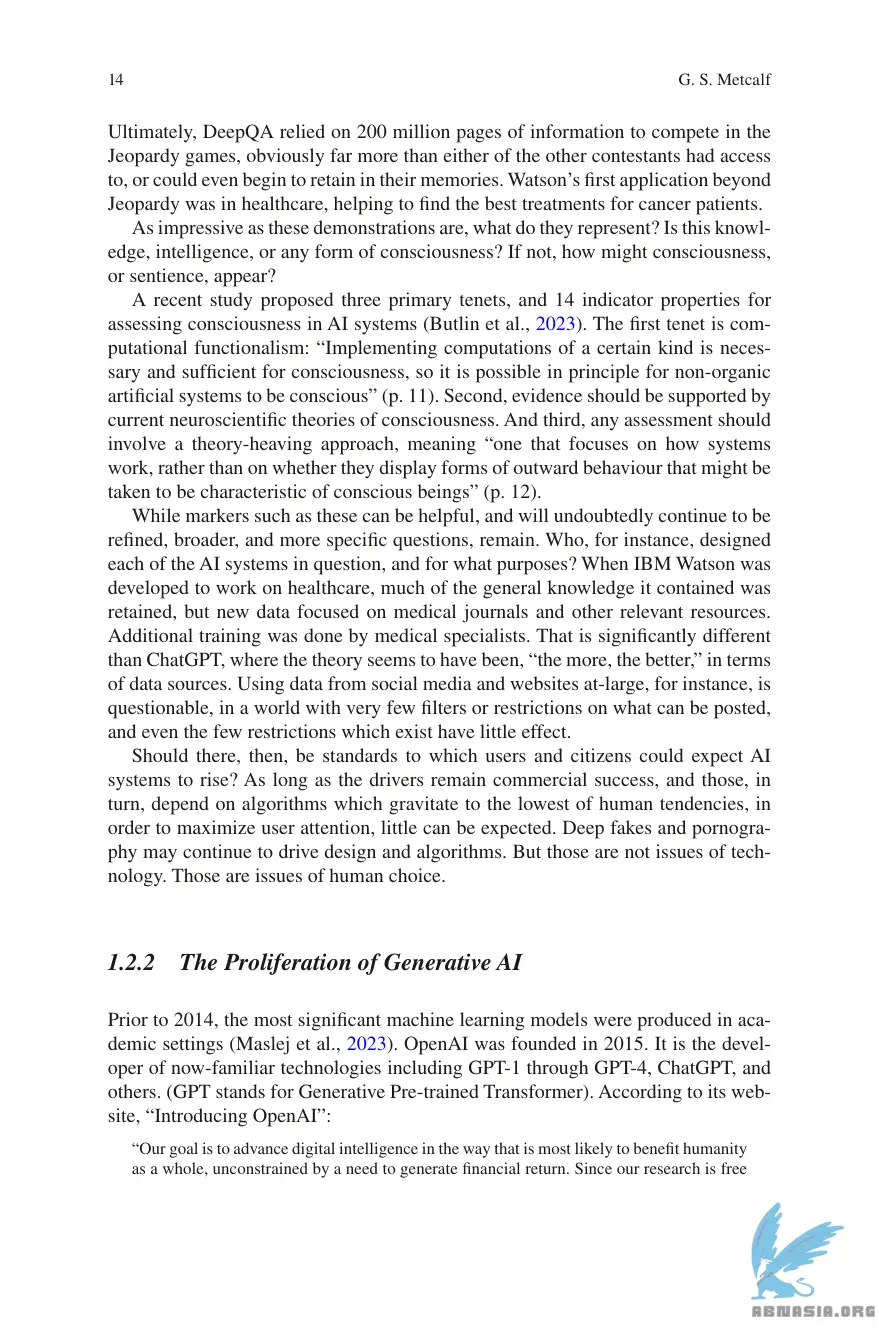 14
G. S. Metcalf
Ultimately, DeepQA relied on 200 million pages of information to compete in the
Jeopardy games, obviously far more than either of the other contestants had access
to, or could even begin to retain in their memories. Watson’s first application beyond
Jeopardy was in healthcare, helping to find the best treatments for cancer patients.
As impressive as these demonstrations are, what do they represent? Is this knowl-
edge, intelligence, or any form of consciousness? If not, how might consciousness,
or sentience, appear?
A recent study proposed three primary tenets, and 14 indicator properties for
assessing consciousness in AI systems (Butlin et al., 2023). The first tenet is com-
putational functionalism: “Implementing computations of a certain kind is neces-
sary and sufficient for consciousness, so it is possible in principle for non-organic
artificial systems to be conscious” (p. 11). Second, evidence should be supported by
current neuroscientific theories of consciousness. And third, any assessment should
involve a theory-heaving approach, meaning “one that focuses on how systems
work, rather than on whether they display forms of outward behaviour that might be
taken to be characteristic of conscious beings” (p. 12).
While markers such as these can be helpful, and will undoubtedly continue to be
refined, broader, and more specific questions, remain. Who, for instance, designed
each of the AI systems in question, and for what purposes? When IBM Watson was
developed to work on healthcare, much of the general knowledge it contained was
retained, but new data focused on medical journals and other relevant resources.
Additional training was done by medical specialists. That is significantly different
than ChatGPT, where the theory seems to have been, “the more, the better,” in terms
of data sources. Using data from social media and websites at-large, for instance, is
questionable, in a world with very few filters or restrictions on what can be posted,
and even the few restrictions which exist have little effect.
Should there, then, be standards to which users and citizens could expect AI
systems to rise? As long as the drivers remain commercial success, and those, in
turn, depend on algorithms which gravitate to the lowest of human tendencies, in
order to maximize user attention, little can be expected. Deep fakes and pornogra-
phy may continue to drive design and algorithms. But those are not issues of tech-
nology. Those are issues of human choice.
1.2.2 The Proliferation of Generative AI
Prior to 2014, the most significant machine learning models were produced in aca-
demic settings (Maslej et al., 2023). OpenAI was founded in 2015. It is the devel-
oper of now-familiar technologies including GPT-1 through GPT-4, ChatGPT, and
others. (GPT stands for Generative Pre-trained Transformer). According to its web-
site, “Introducing OpenAI”:
“Our goal is to advance digital intelligence in the way that is most likely to benefit humanity
as a whole, unconstrained by a need to generate financial return. Since our research is free
ABNASIA.ORG